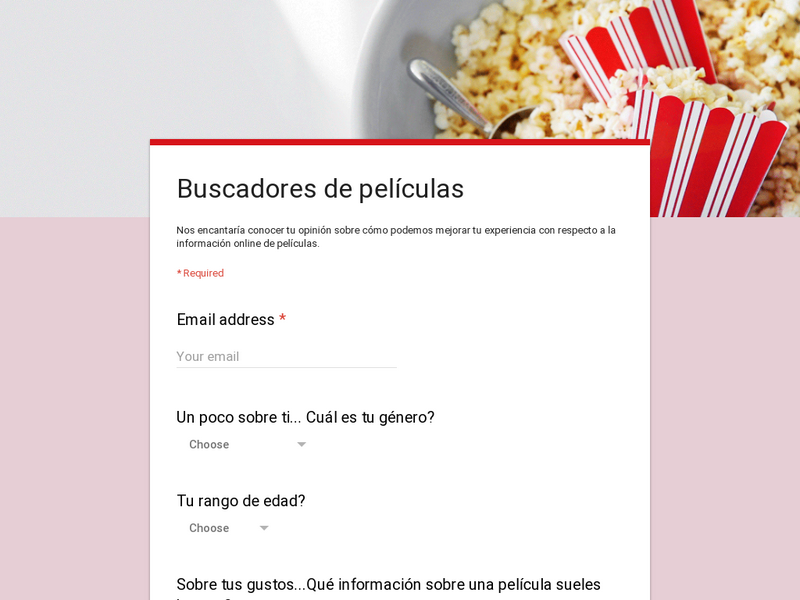 Buscadores de películas
Nos encantaría conocer tu opinión sobre cómo podemos mejorar tu experiencia con respecto a la
información online de películas.
* Required
Email address *
Your email
Un poco sobre ti... Cuál es tu género?
Choose
Tu rango de edad?
Choose
Sobre tus gustos...Qué información sobre una película sueles